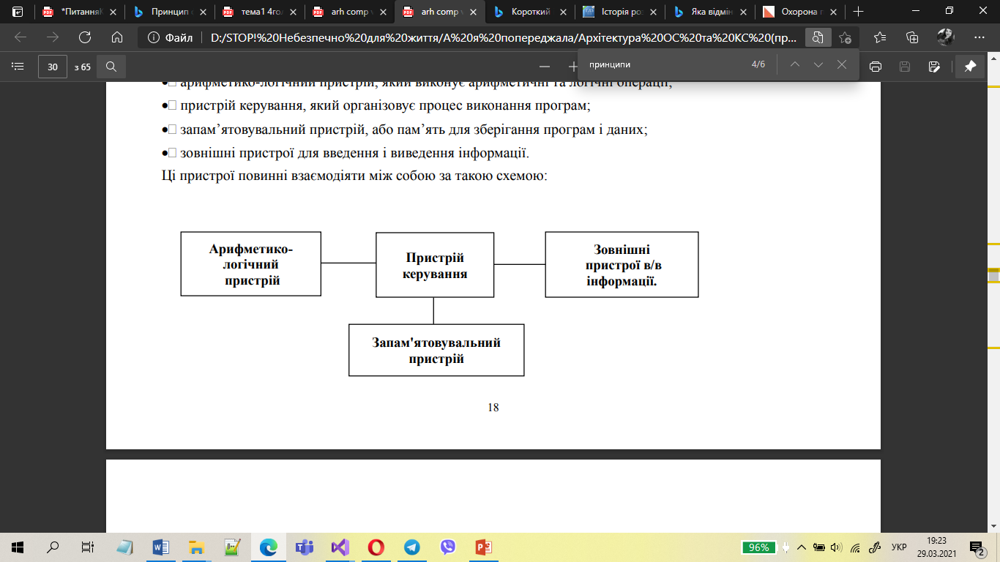 *Питання
Принцип
тема1 4гол
arh comp v
arh comp v
Короткий
Історія роз
Яка відмін
Охорона п
Файл
D:/STOP!%20Небезпечно%20для%20життя/А%20я%20попереджала/Архітектура%20ОС%20та%20КС%20(пр...
30 з 65
принципи 4/6
арифметико-логічний пристрій, який виконує арифметичні та логічні операції;
пристрій керування, який організовує процес виконання програм;
запам’ятовувальний пристрій, або пам’ять для зберігання програм і даних;
зовнішні пристрої для введення і виведення інформації.
Ці пристрої повинні взаємодіяти між собою за такою схемою:
Арифметико-
логічний
пристрій
Пристрій
керування
Зовнішні
пристрої в/в
інформації.
Запам'ятовувальний
пристрій
18
96%
УКР
19:23
29.03.2021
2